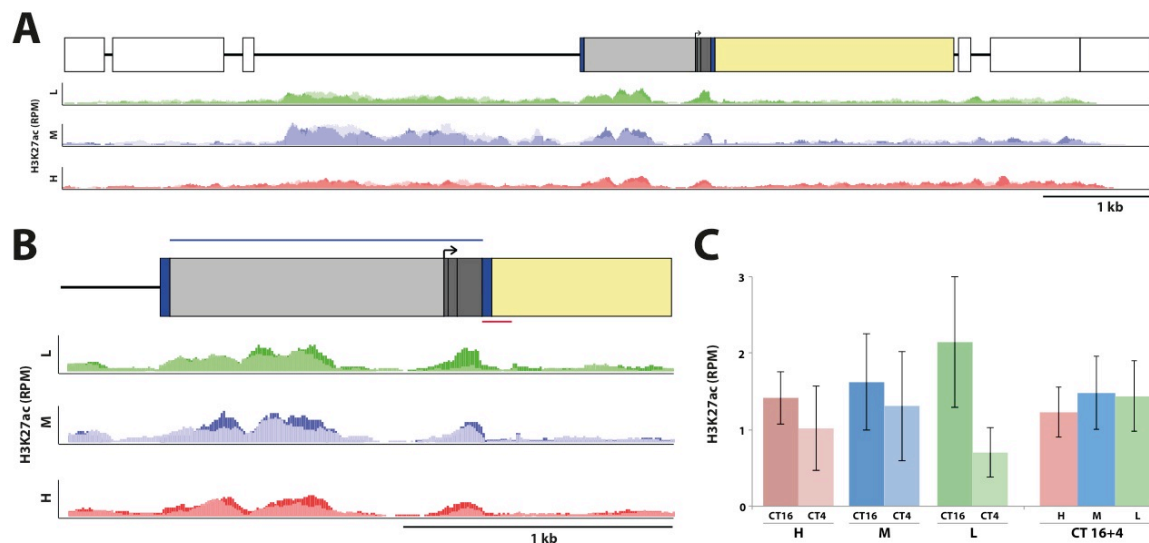 A
H3K27ac (RPM)
L
M
H
1 kb
B
H3K27ac (RPM)
L
M
H
1 kb
C
H3K27ac (RPM)
3
2
1
0
CT16 CT4 CT16 CT4 CT16 CT4 H M L
H M L CT 16+4